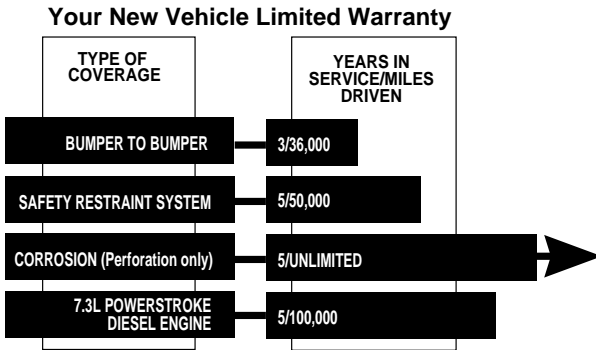 Your New Vehicle Limited Warranty
TYPE OF
COVERAGE
YEARS IN
SERVICE/MILES
DRIVEN
BUMPER TO BUMPER
3/36,000
SAFETY RESTRAINT SYSTEM
5/50,000
CORROSION (Perforation only)
5/UNLIMITED
7.3L POWERSTROKE
DIESEL ENGINE
5/100,000